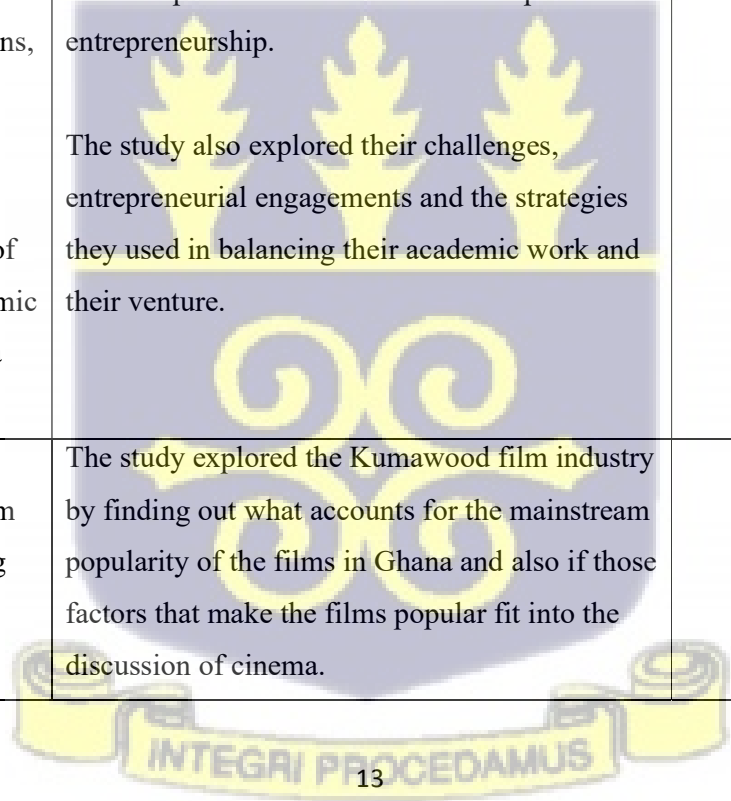 ns, entrepreneurship.
The study also explored their challenges,
entrepreneurial engagements and the strategies
of they used in balancing their academic work and
mic their venture.
The study explored the Kumawood film industry
m by finding out what accounts for the mainstream
g popularity of the films in Ghana and also if those
factors that make the films popular fit into the
discussion of cinema.
INTEGRI PROCEDAMUS
13